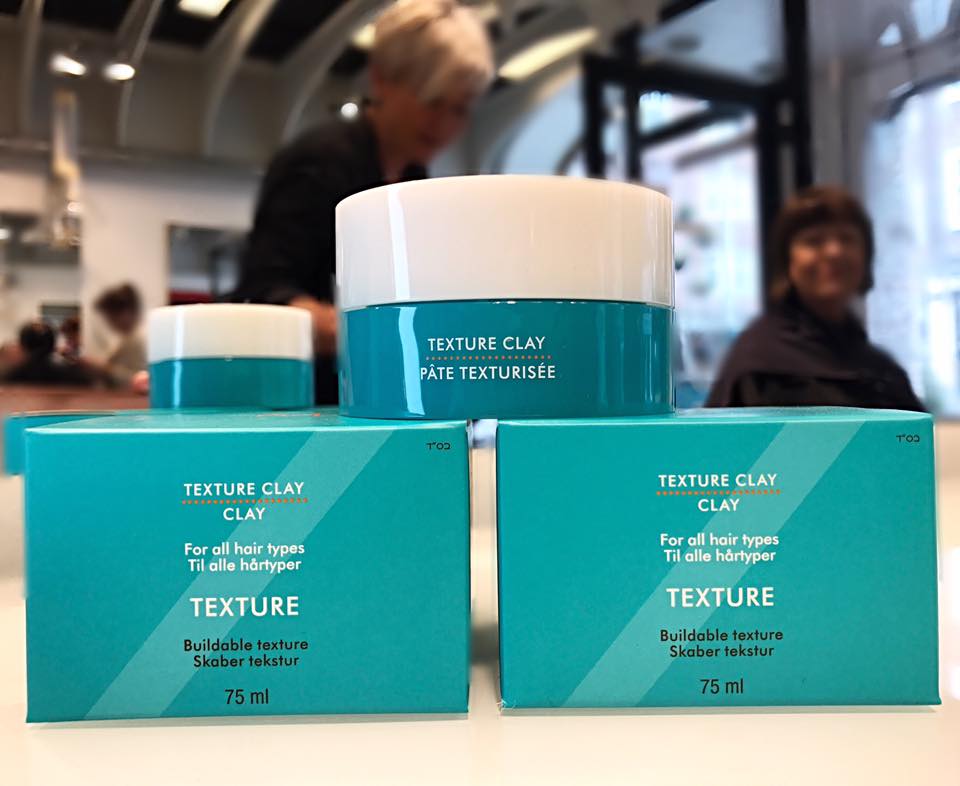 TEXTURE CLAY
PÂTE TEXTURISÉE
בס״ד
TEXTURE CLAY
CLAY
For all hair types
Til alle hårtyper
TEXTURE
Buildable texture
Skaber tekstur
75 ml
בס״ד
TEXTURE CLAY
CLAY
For all hair types
Til alle hårtyper
TEXTURE
Buildable texture
Skaber tekstur
75 ml